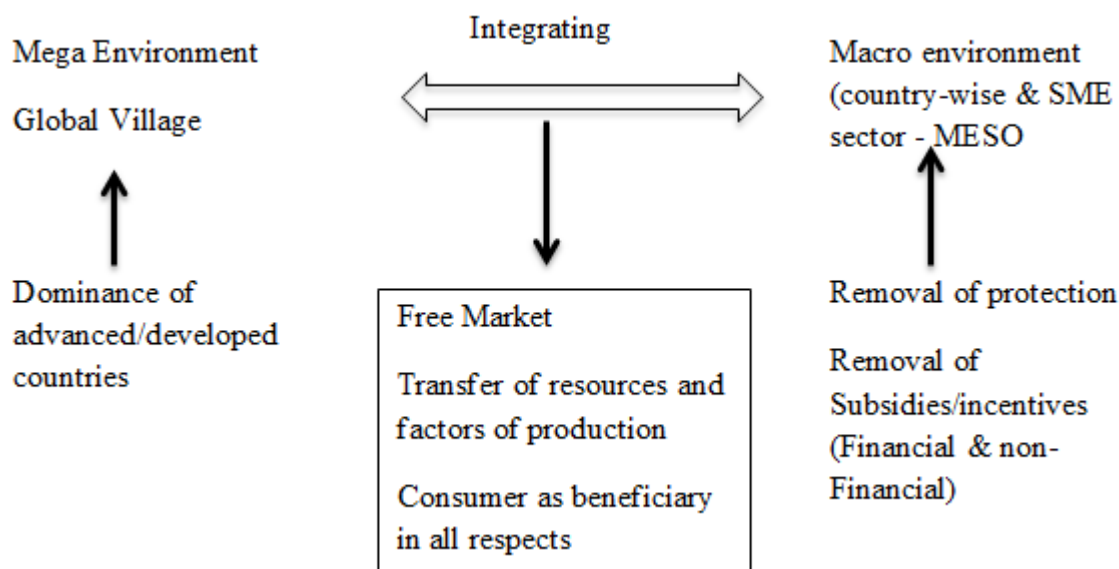 Integrating
Mega Environment
Global Village
Macro environment
(country-wise & SME
sector - MESO
Dominance of
advanced/developed
countries
Free Market
Transfer of resources and
factors of production
Consumer as beneficiary
in all respects
Removal of protection
Removal of
Subsidies/incentives
(Financial & non-
Financial)